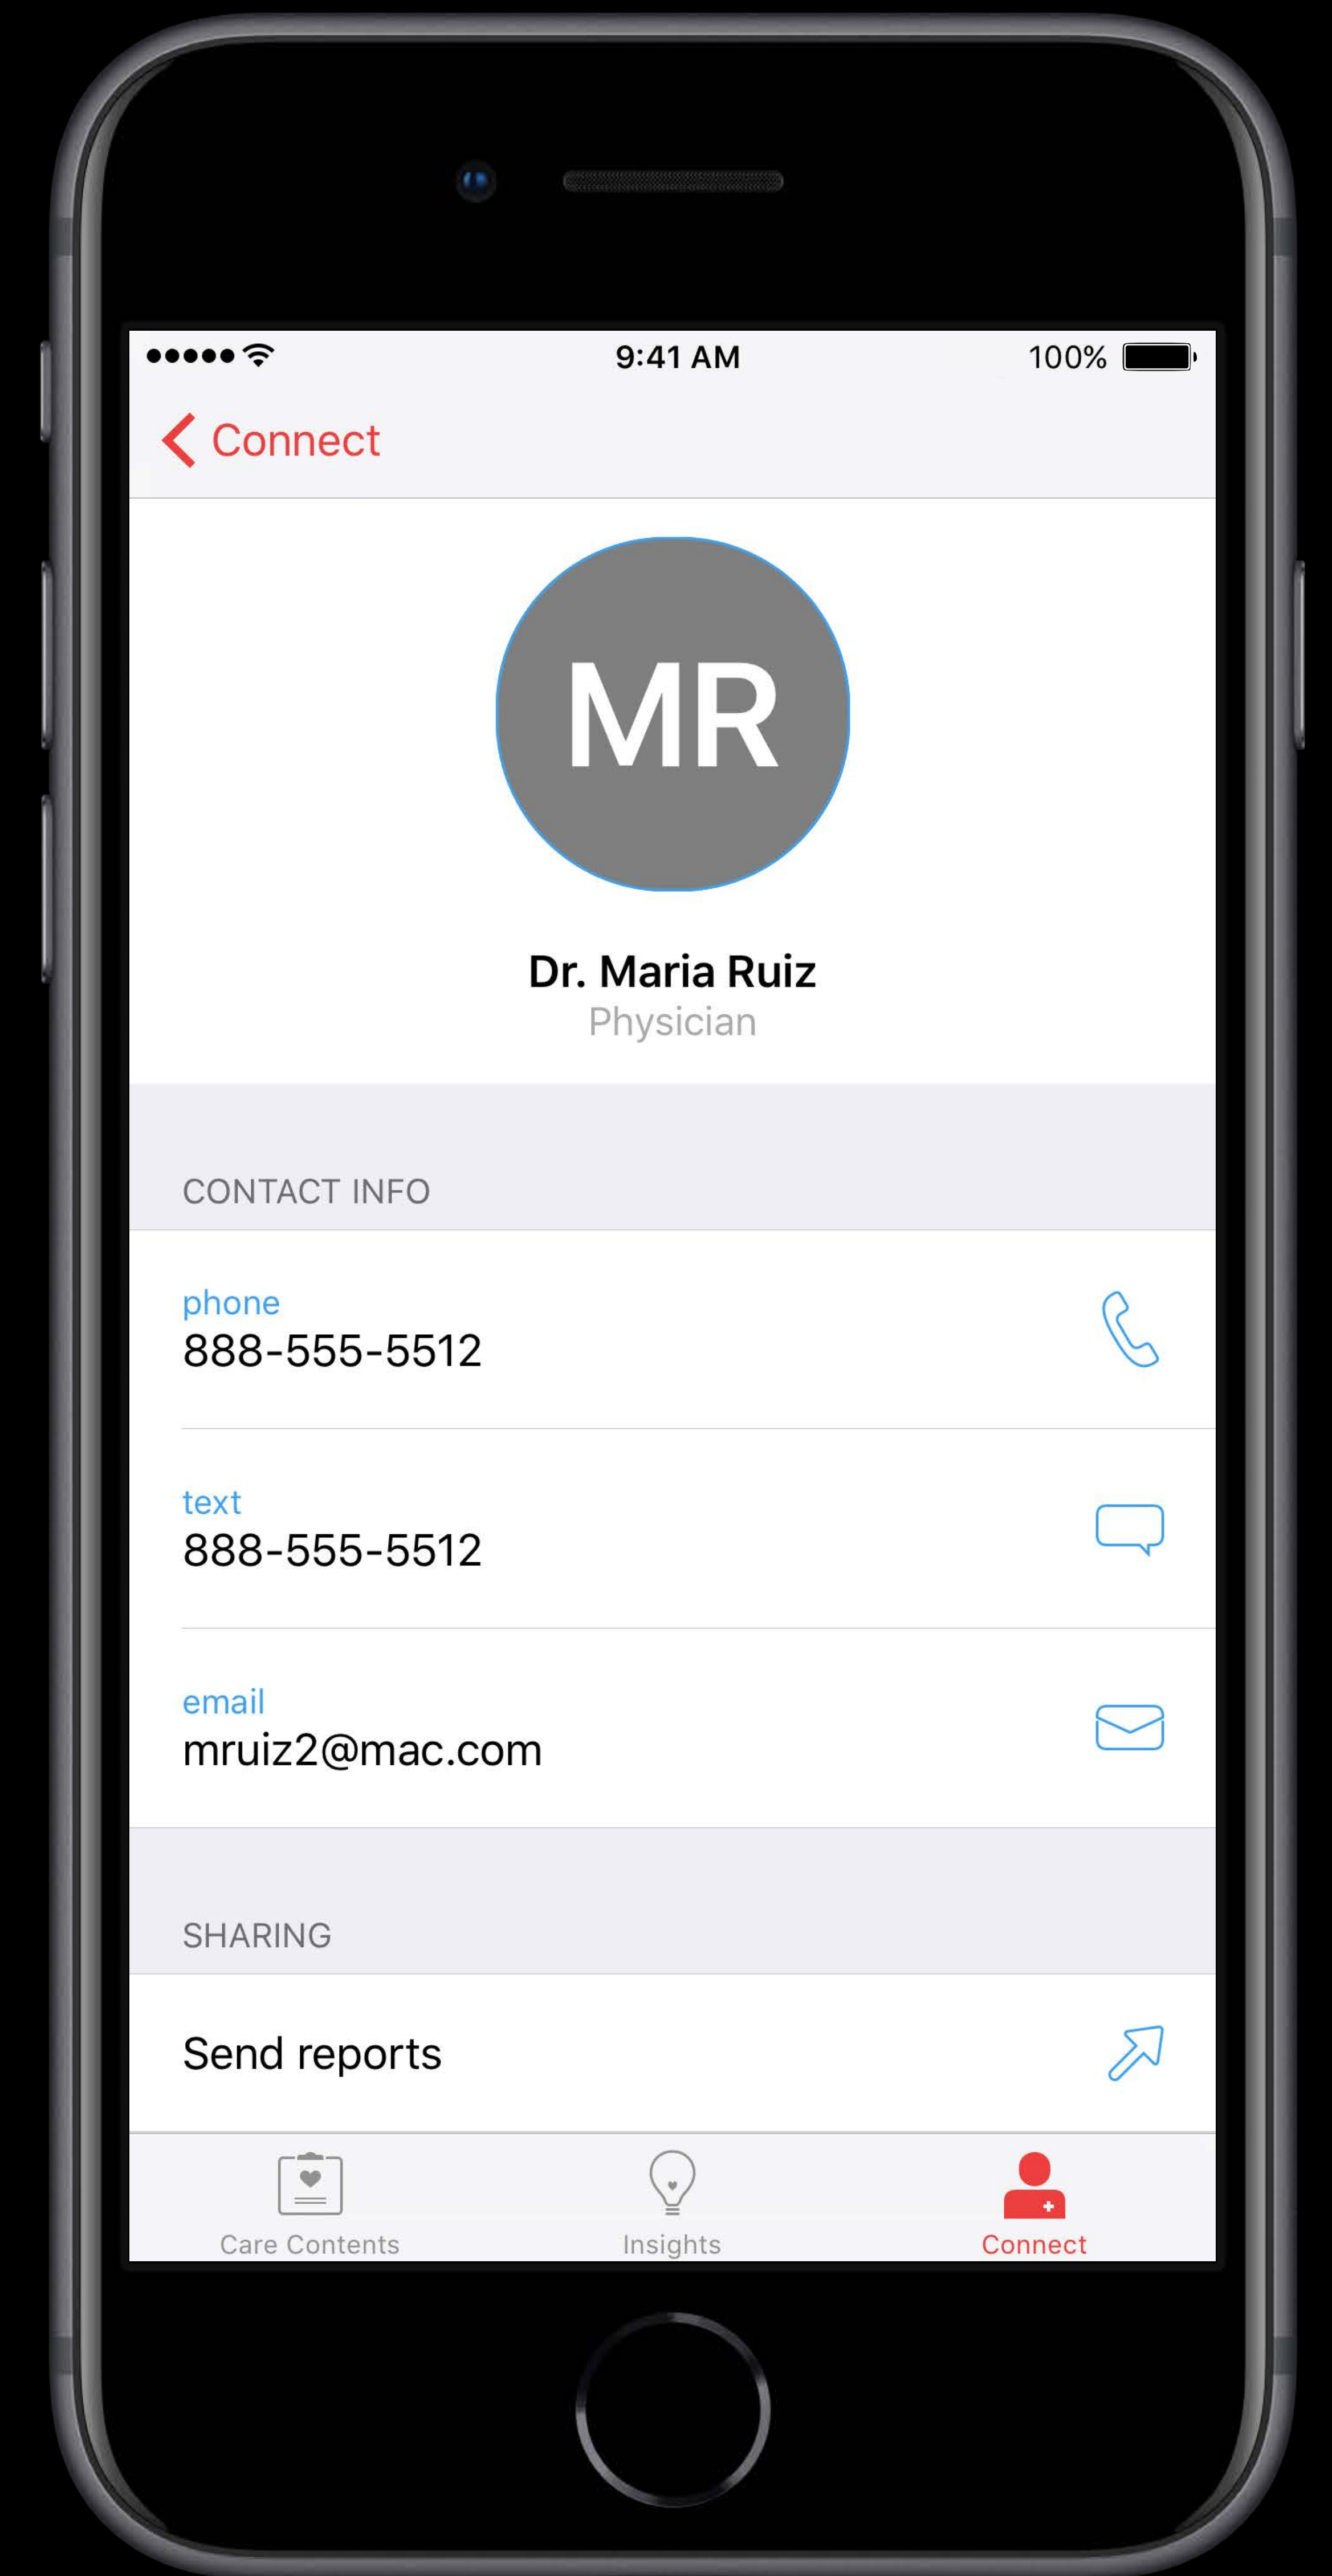 9:41 AM
100%
Connect
MR
Dr. Maria Ruiz
Physician
CONTACT INFO
phone
888-555-5512
text
888-555-5512
email
mruiz2@mac.com
SHARING
Send reports
Care Contents
Insights
Connect